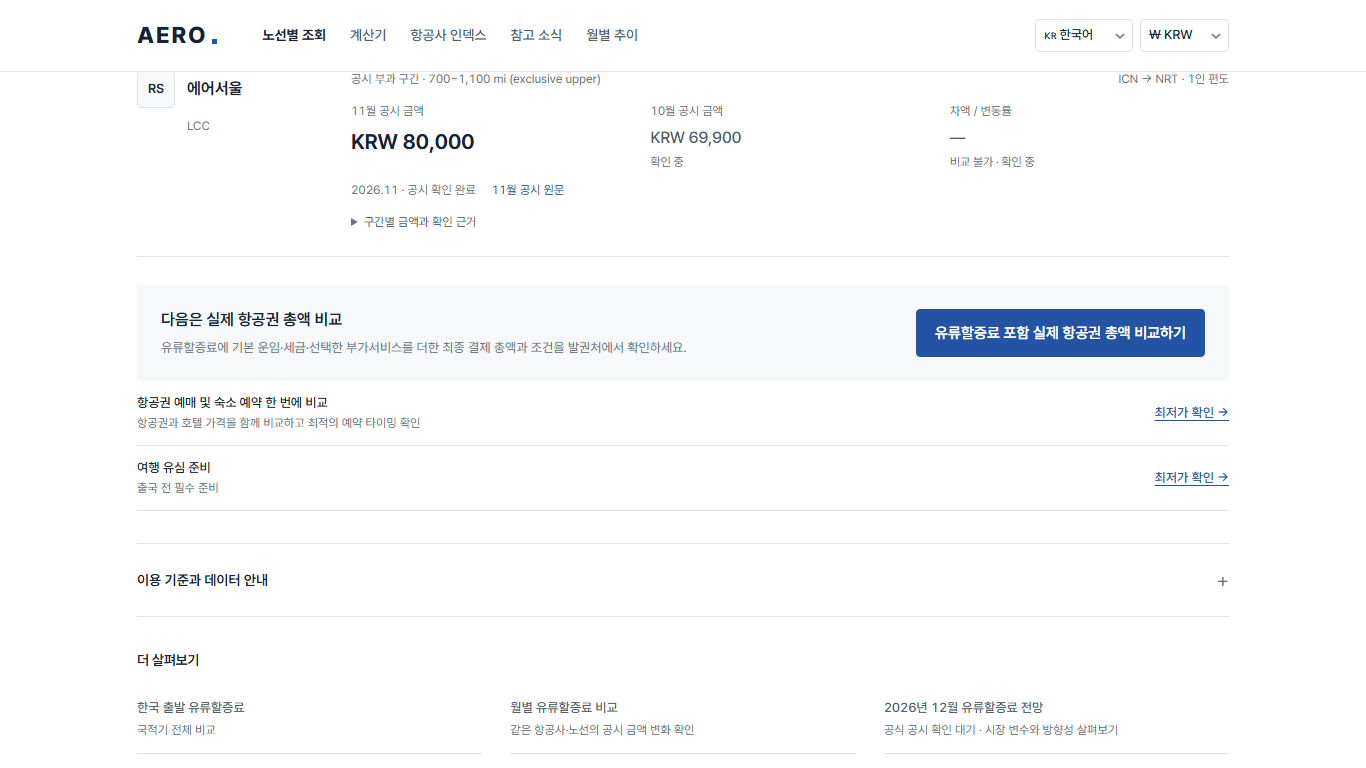 AERO.
노선별 조회
계산기
항공사 인덱스
참고 소식
월별 추이
KR 한국어
₩ KRW
RS
에어서울
LCC
공시 부과 구간 · 700~1,100 mi (exclusive upper)
ICN → NRT · 1인 편도
11월 공시 금액
KRW 80,000
10월 공시 금액
KRW 69,900
확인 중
차액 / 변동률
—
비교 불가 · 확인 중
2026.11 · 공시 확인 완료
11월 공시 원문
▶ 구간별 금액과 확인 근거
다음은 실제 항공권 총액 비교
유류할증료에 기본 운임·세금·선택한 부가서비스를 더한 최종 결제 총액과 조건을 발권처에서 확인하세요.
유류할증료 포함 실제 항공권 총액 비교하기
항공권 예매 및 숙소 예약 한 번에 비교
항공권과 호텔 가격을 함께 비교하고 최적의 예약 타이밍 확인
최저가 확인 →
여행 유심 준비
출국 전 필수 준비
최저가 확인 →
이용 기준과 데이터 안내
+
더 살펴보기
한국 출발 유류할증료
국적기 전체 비교
월별 유류할증료 비교
같은 항공사·노선의 공시 금액 변화 확인
2026년 12월 유류할증료 전망
공식 공시 확인 대기 · 시장 변수와 방향성 살펴보기